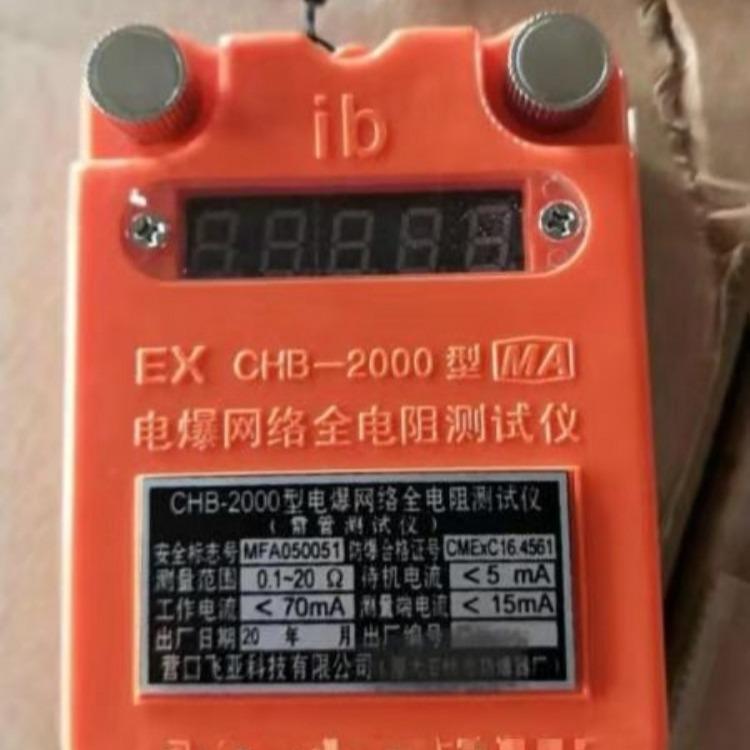 ib
EX CHB-2000型 MA
电爆网络全电阻测试仪
CHB-2000型电爆网络全电阻测试仪
(雷管测试仪)
安全标志号 MFA050051 防爆合格证号 CMExC16.4561
测量范围 0.1~20 Ω 待机电流 <5 mA
工作电流 <70mA 测量端电流 <15mA
出厂日期 20 年 月 出厂编号
营口飞亚科技有限公司